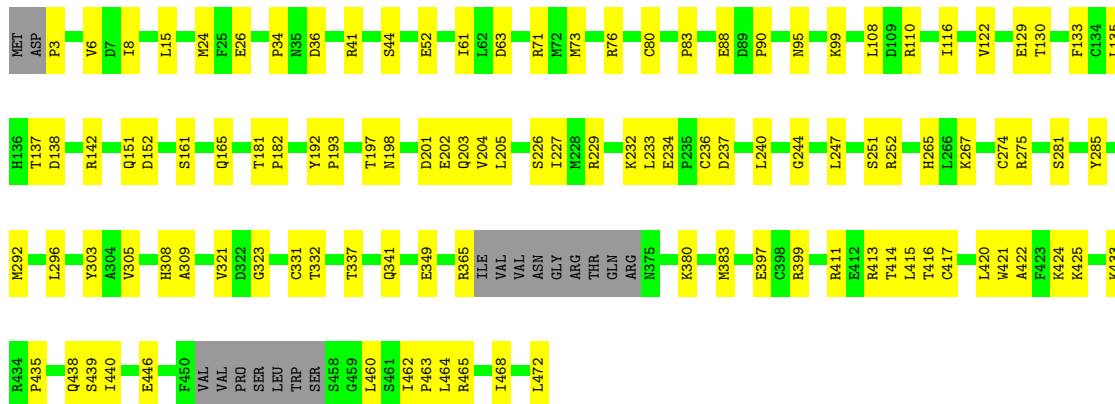 MET ASP P3 V6 D7 I8 L15 M24 F25 E26 P34 N35 D36 R41 S44 E52 I61 L62 D63 R71 M72 M73 R76 C80 P83 E88 D89 P90 N95 K99 L108 D109 R110 I116 V122 E129 T130 F133 C134
H136 T137 D138 R142 Q151 D152 S161 Q165 T181 P182 Y192 P193 T197 N198 D201 E202 Q203 V204 L205 S226 I227 M228 R229 K232 L233 E234 P235 C236 D237 L240 G244 L247 S251 R252 H265 L266 K267 C274 R275 S281 Y285
M292 L296 Y303 A304 V305 H308 A309 V321 D322 G323 C331 T332 T337 Q341 E349 R365 ILE VAL VAL ASN GLY ARG THR GLN ARG N375 K380 M383 E397 C398 R399 R411 E412 R413 T414 L415 T416 C417 L420 W421 A422 F423 K424 K425
R434 P435 Q438 S439 I440 E446 F450 VAL VAL PRO SER LEU TRP SER S458 G459 L460 S461 I462 P463 L464 R465 I468 L472